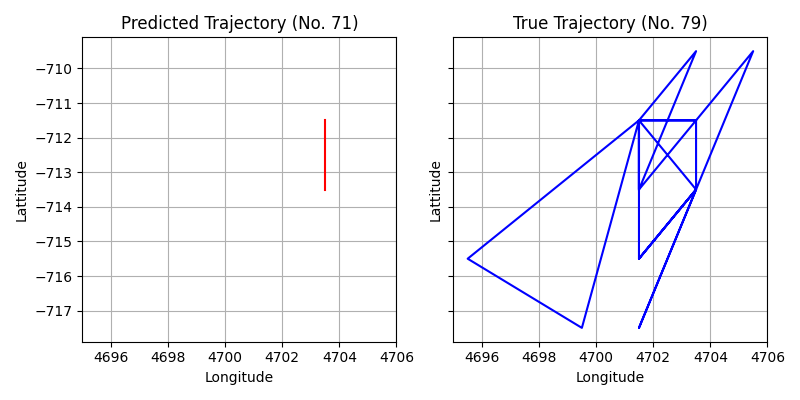 Predicted Trajectory (No. 71)
True Trajectory (No. 79)
−710
−711
−712
−713
−714
−715
−716
−717
Lattitude
Lattitude
4696 4698 4700 4702 4704 4706
4696 4698 4700 4702 4704 4706
Longitude
Longitude